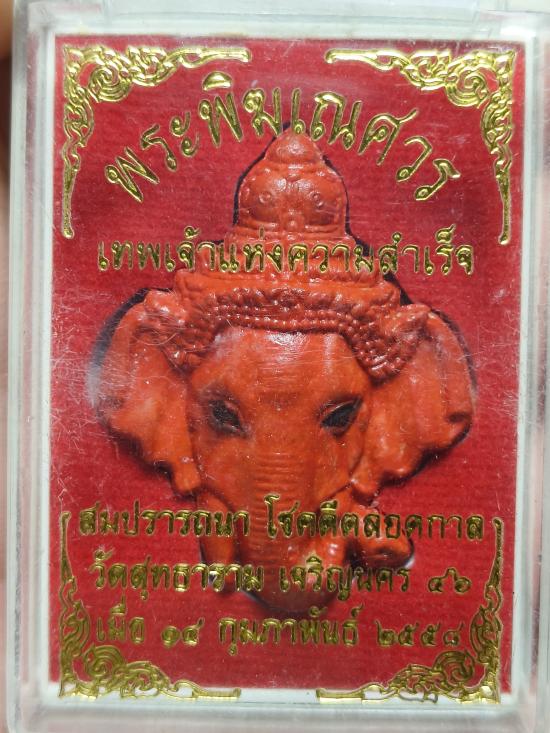 พระพิฆเณศวร
เทพเจ้าแห่งความสำเร็จ
สมปรารถนา โชคดีตลอดกาล
วัดสุทธาราม เจริญนคร ๔๖
เมื่อ ๑๔ กุมภาพันธ์ ๒๕๕๘